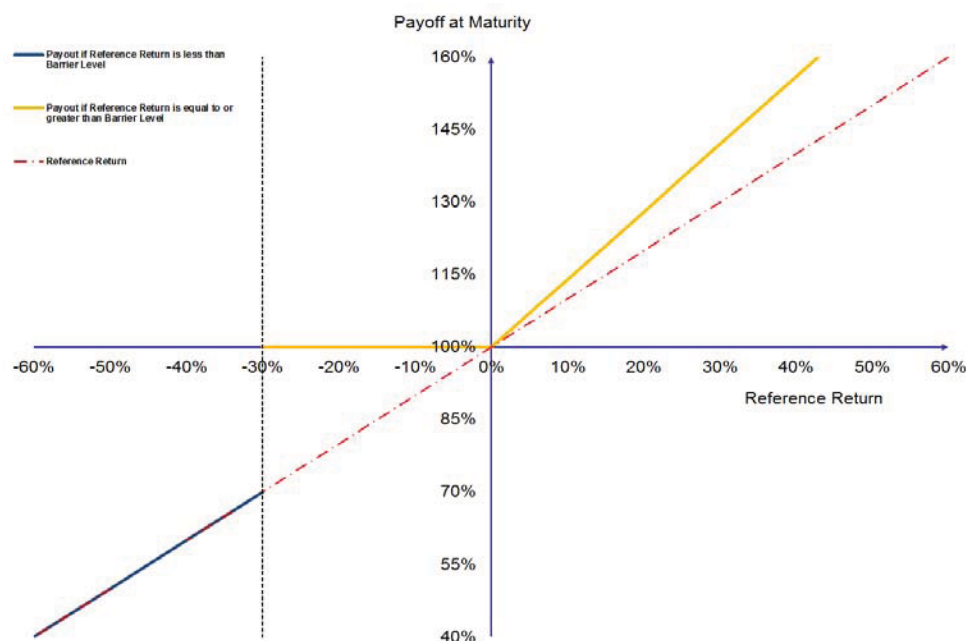 Payoff at Maturity
Payout if Reference Return is less than
Barrier Level
Payout if Reference Return is equal to or
greater than Barrier Level
Reference Return
160%
145%
130%
115%
100%
-60% -50% -40% -30% -20% -10% 0% 10% 20% 30% 40% 50% 60%
Reference Return
85%
70%
55%
40%